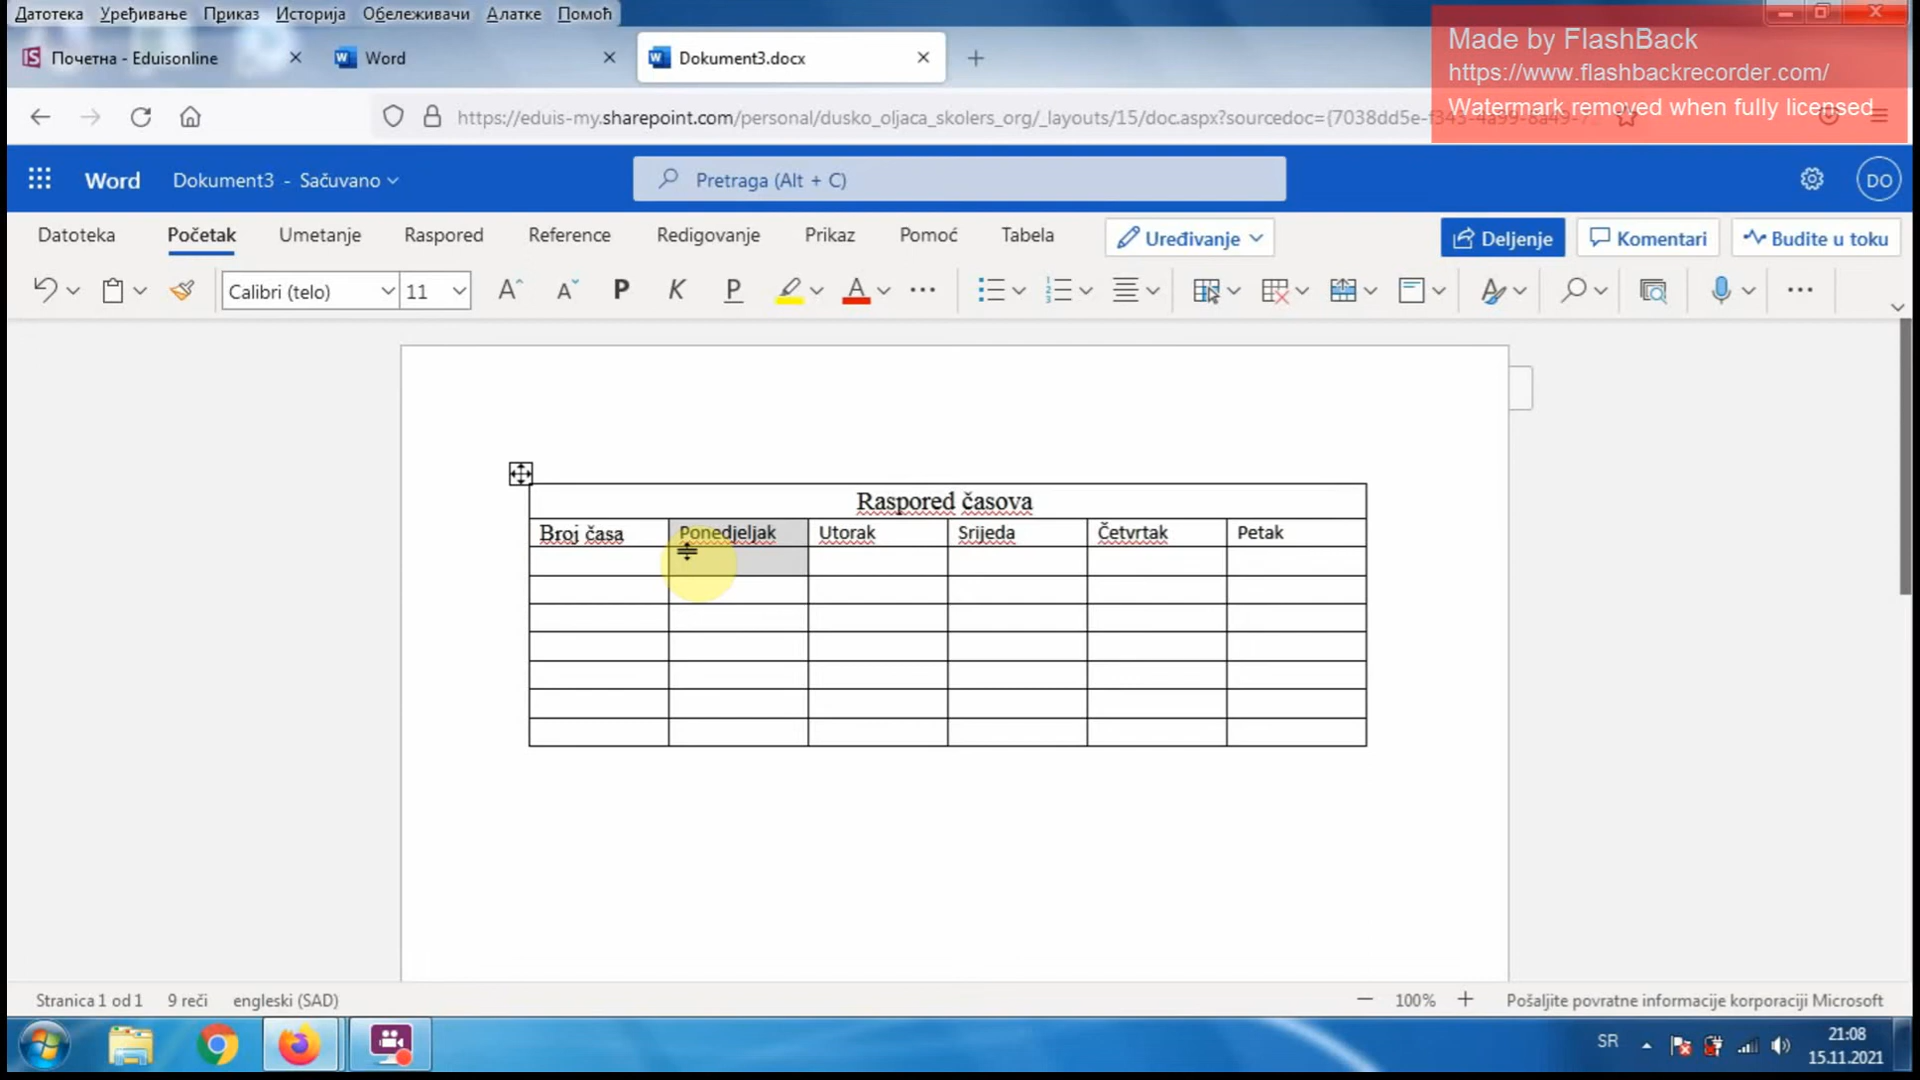 Датотека Уређивање Приказ Историја Обележивачи Алатке Помоћ
Made by FlashBack
https://www.flashbackrecorder.com/
Watermark removed when fully licensed
Почетна - Eduisonline
Word
Dokument3.docx
https://eduis-my.sharepoint.com/personal/dusko_oljaca_skolers_org/_layouts/15/doc.aspx?sourcedoc={7038dd5e-f343-4a99-8a49-7
Word Dokument3 - Sačuvano
Pretraga (Alt + C)
DO
Datoteka Početak Umetanje Raspored Reference Redigovanje Prikaz Pomoć Tabela Uređivanje Deljenje Komentari Budite u toku
Calibri (telo) 11 P K P
Raspored časova
Broj časa Ponedjeljak Utorak Srijeda Četvrtak Petak
Stranica 1 od 1 9 reči engleski (SAD) 100% Pošaljite povratne informacije korporaciji Microsoft
SR 21:08
15.11.2021